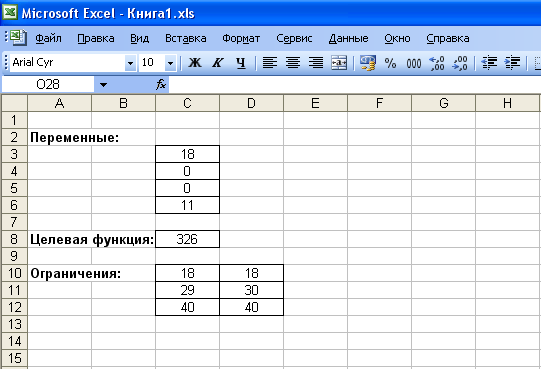 Microsoft Excel - Книга1.xls
Файл Правка Вид Вставка Формат Сервис Данные Окно Справка
Arial Cyr 10 Ж К Ч % 000 ,00 ,00
O28 fx
A B C D E F G H
1
2 Переменные:
3 18
4 0
5 0
6 11
7
8 Целевая функция: 326
9
10 Ограничения: 18 18
11 29 30
12 40 40
13
14
15